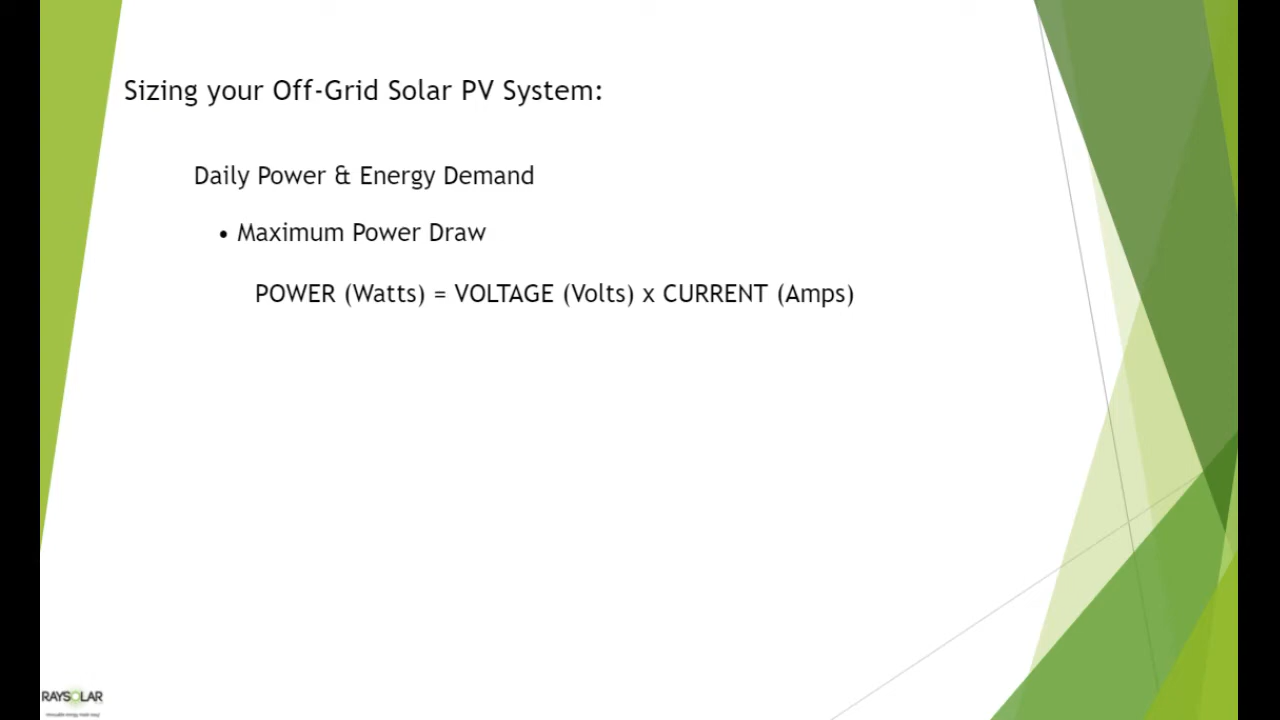 Sizing your Off-Grid Solar PV System:
Daily Power & Energy Demand
• Maximum Power Draw
POWER (Watts) = VOLTAGE (Volts) x CURRENT (Amps)
RAYSOLAR